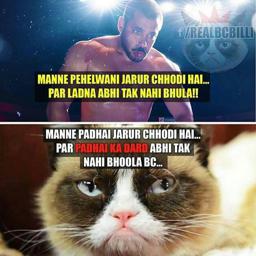 f/REALBCBILLI
MANNE PEHELWANI JARUR CHHODI HAI...
PAR LADNA ABHI TAK NAHI BHULA!!
MANNE PADHAI JARUR CHHODI HAI...
PAR PADHAI KA DARD ABHI TAK
NAHI BHOOLA BC...